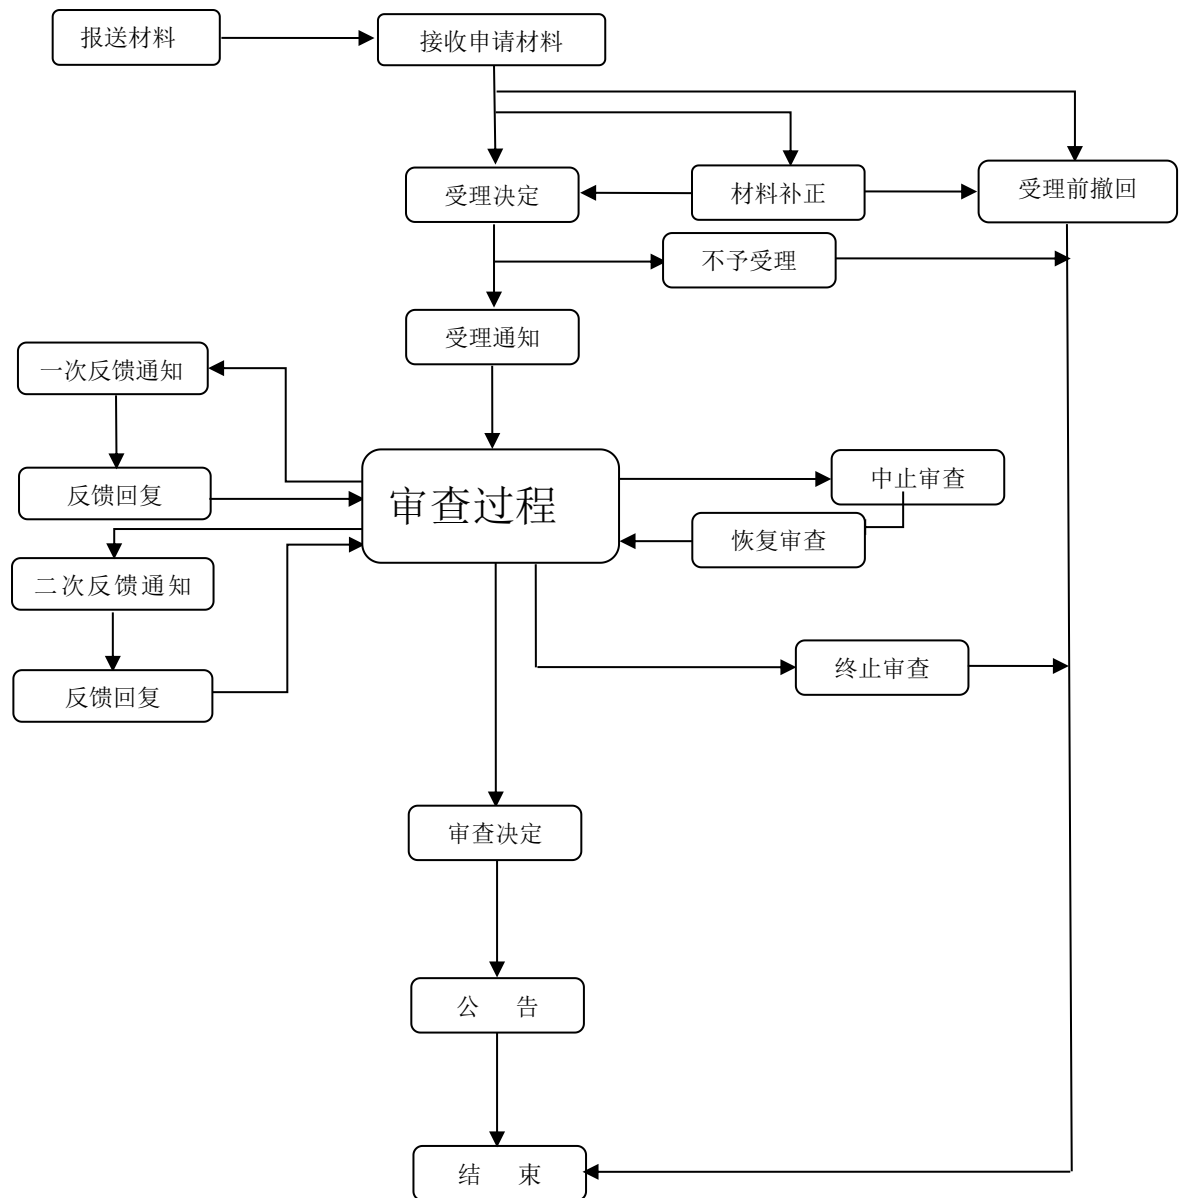 报送材料
接收申请材料
受理决定
材料补正
受理前撤回
不予受理
受理通知
一次反馈通知
反馈回复
审查过程
中止审查
恢复审查
二次反馈通知
反馈回复
终止审查
审查决定
公 告
结 束